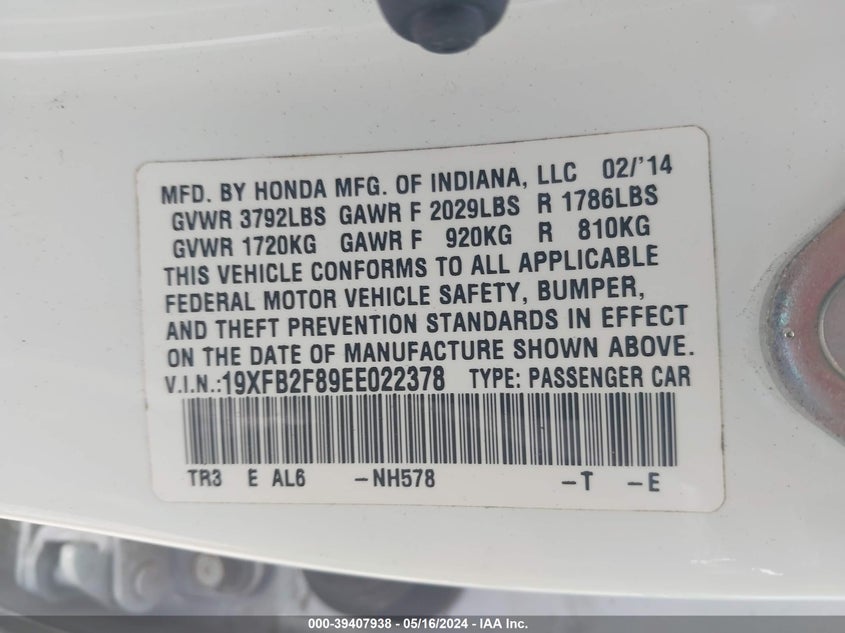 MFD. BY HONDA MFG. OF INDIANA, LLC 02/'14
GVWR 3792LBS GAWR F 2029LBS R 1786LBS
GVWR 1720KG GAWR F 920KG R 810KG
THIS VEHICLE CONFORMS TO ALL APPLICABLE
FEDERAL MOTOR VEHICLE SAFETY, BUMPER,
AND THEFT PREVENTION STANDARDS IN EFFECT
ON THE DATE OF MANUFACTURE SHOWN ABOVE.
V.I.N.:19XFB2F89EE022378 TYPE: PASSENGER CAR
TR3 E AL6 -NH578 -T -E
000-39407938 - 05/16/2024 - IAA Inc.